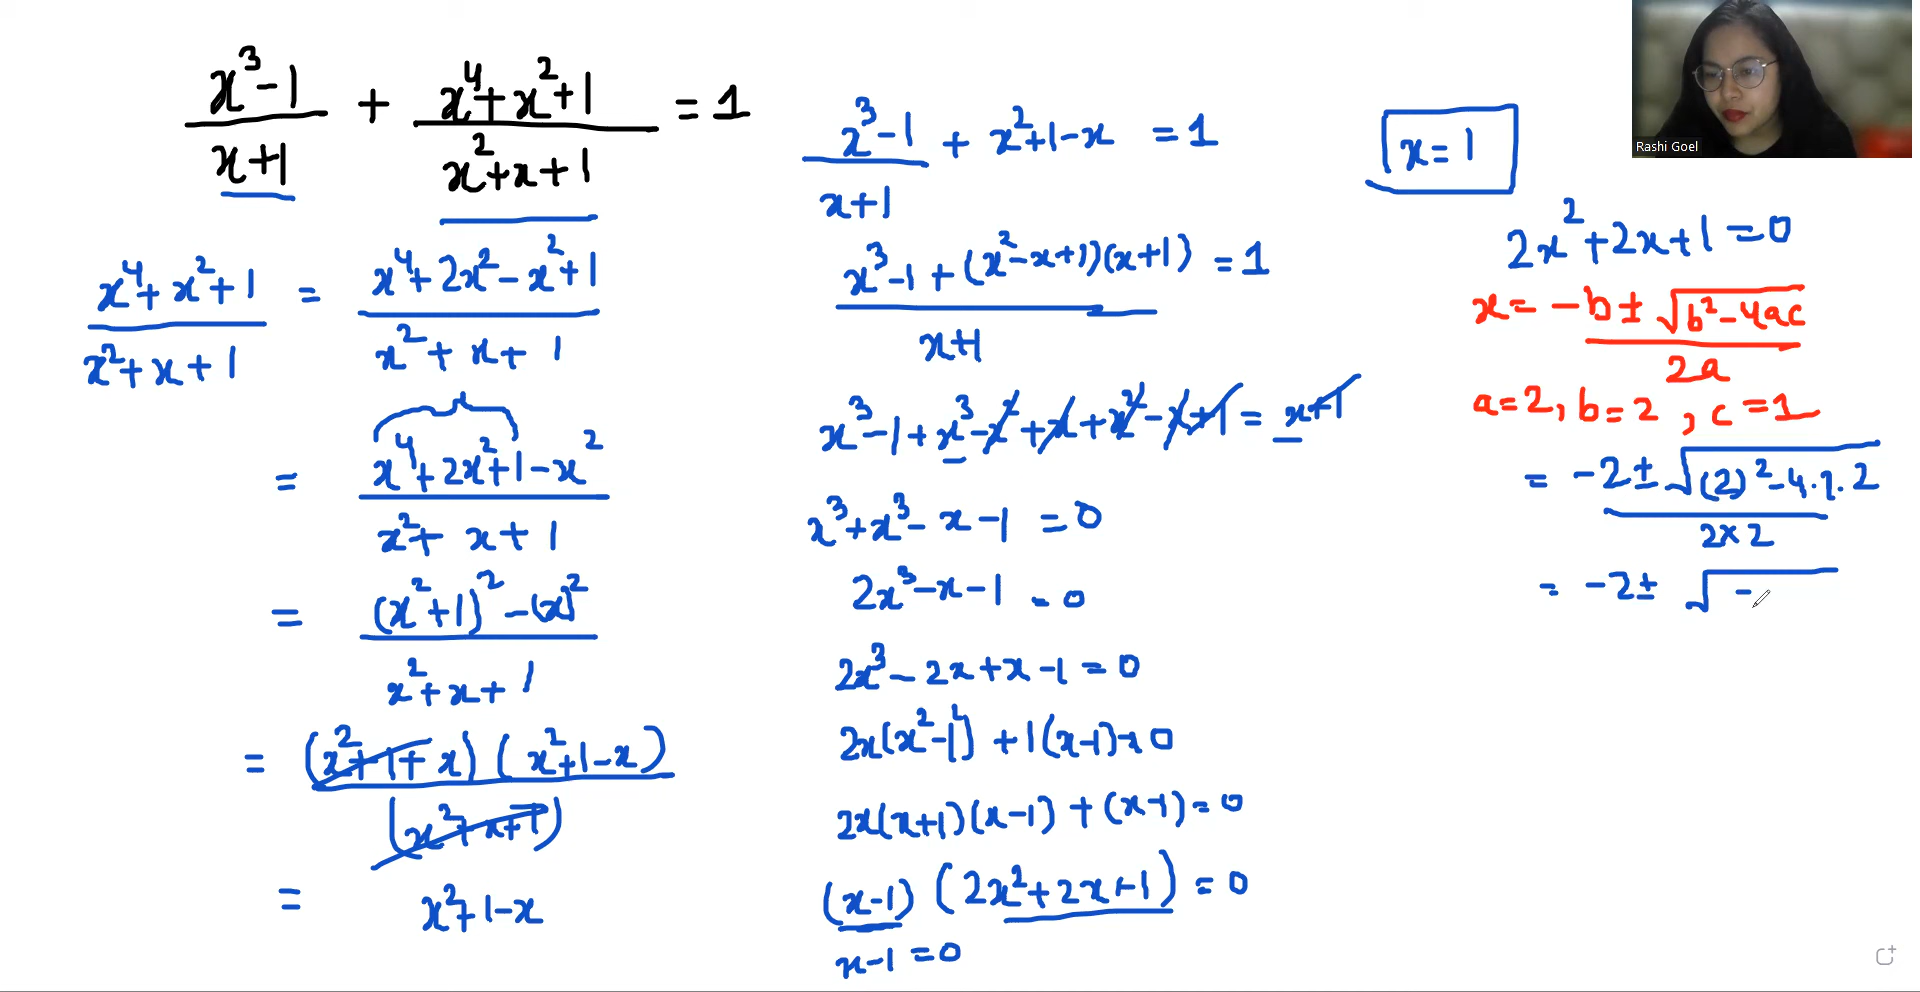 x³-1/x+1 + x⁴+x²+1/x²+x+1 = 1
x⁴+x²+1/x²+x+1 = x⁴+2x²-x²+1/x²+x+1
= x⁴+2x²+1-x²/x²+x+1
= (x²+1)²-(x)²/x²+x+1
= (x²+1+x)(x²+1-x)/(x²+x+1)
= x²+1-x
x³-1/x+1 + x²+1-x = 1
x³-1+(x²-x+1)(x+1)/x+1 = 1
x³-1+x³-x²+x+x²-x+1 = x+1
x³+x³-x-1 = 0
2x³-x-1 = 0
2x³-2x+x-1 = 0
2x(x²-1²)+1(x-1) = 0
2x(x+1)(x-1)+(x-1) = 0
(x-1)(2x²+2x+1) = 0
x-1 = 0
x = 1
2x²+2x+1 = 0
x = -b±√b²-4ac/2a
a=2, b=2, c=1
= -2±√(2)²-4.1.2/2×2
= -2±√-
Rashi Goel